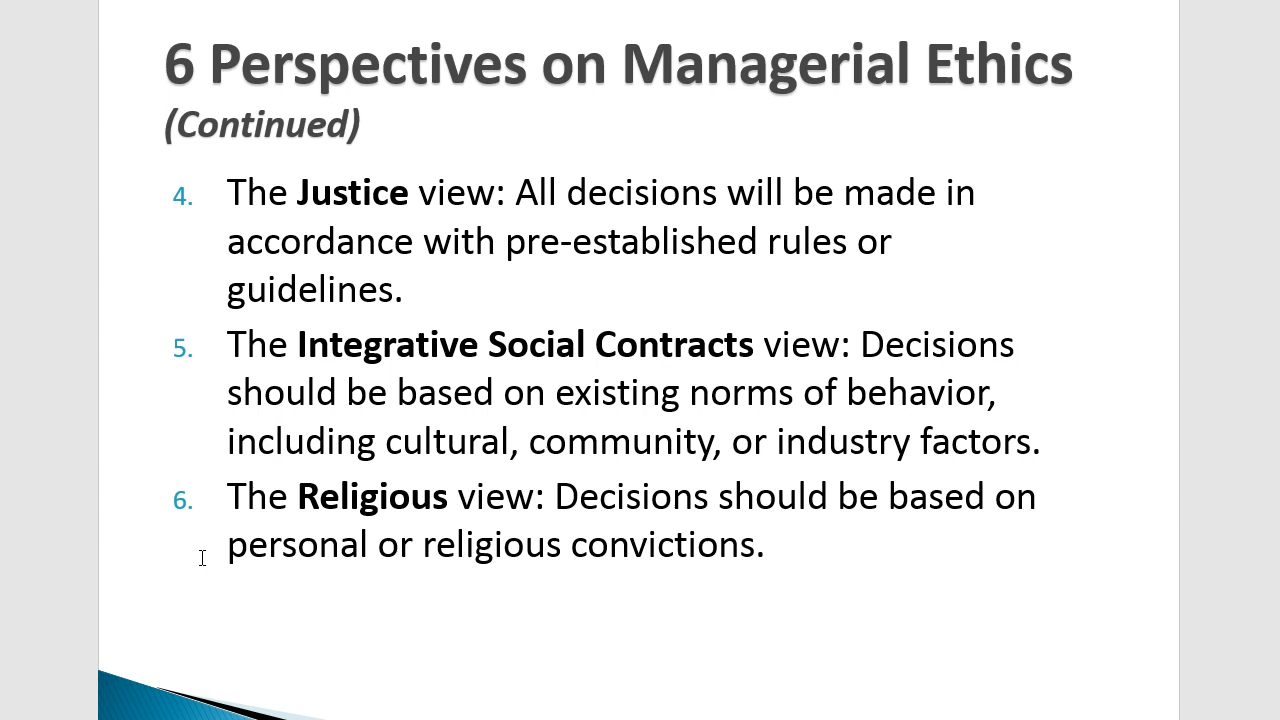 6 Perspectives on Managerial Ethics
(Continued)
4. The Justice view: All decisions will be made in
accordance with pre-established rules or
guidelines.
5. The Integrative Social Contracts view: Decisions
should be based on existing norms of behavior,
including cultural, community, or industry factors.
6. The Religious view: Decisions should be based on
personal or religious convictions.